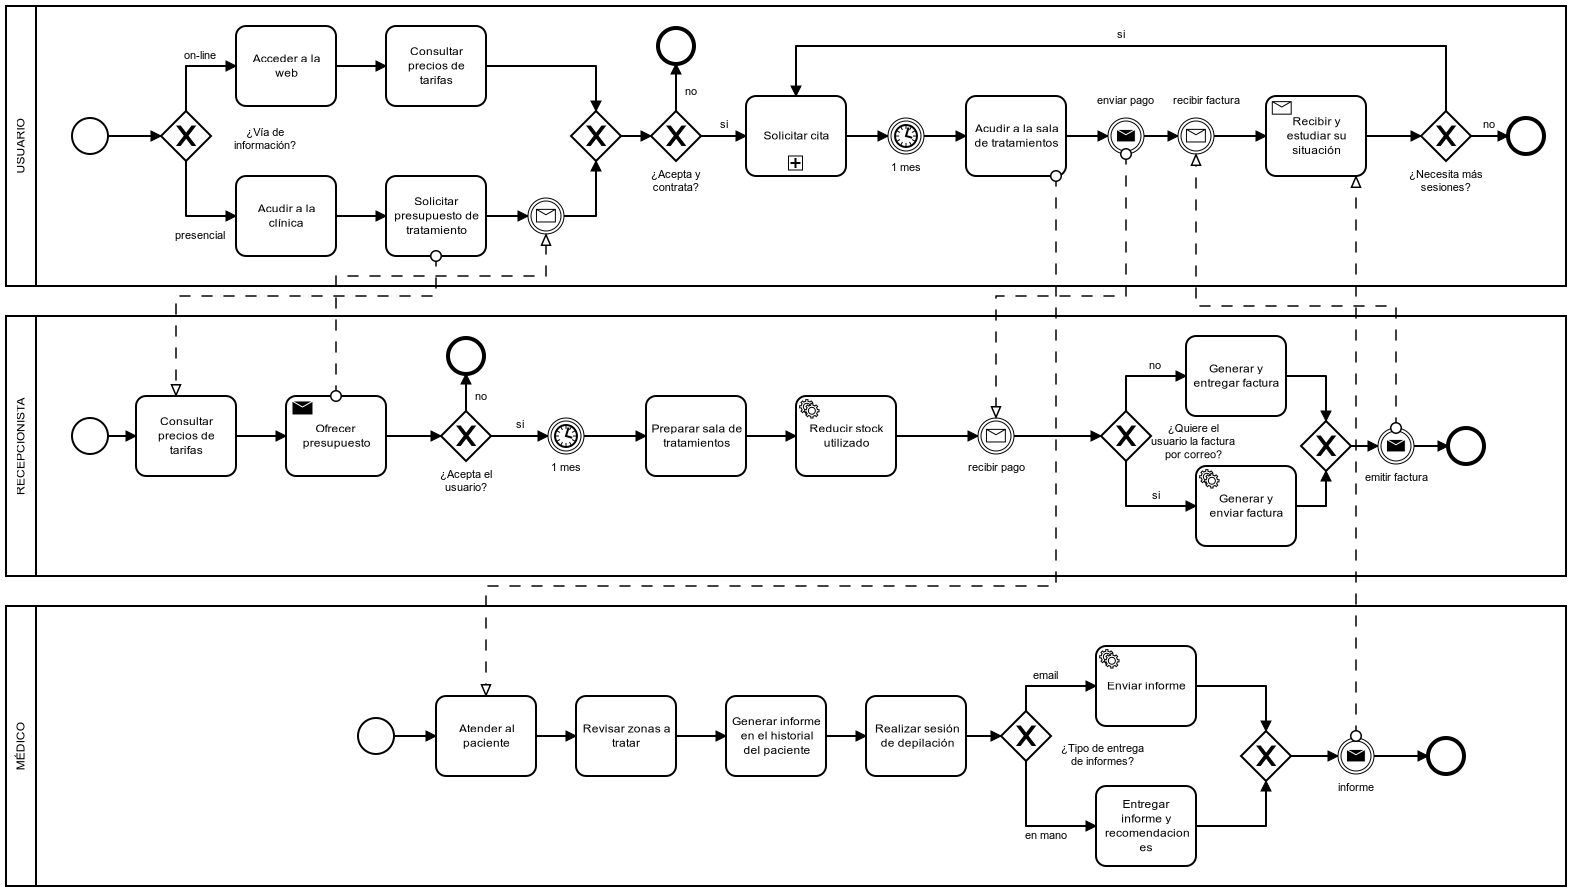 USUARIO
on-line
Acceder a la
web
Consultar
precios de
tarifas
¿Vía de
información?
presencial
Acudir a la
clínica
Solicitar
presupuesto de
tratamiento
no
si
¿Acepta y
contrata?
Solicitar cita
1 mes
Acudir a la sala
de tratamientos
enviar pago
recibir factura
Recibir y
estudiar su
situación
si
no
¿Necesita más
sesiones?
RECEPCIONISTA
Consultar
precios de
tarifas
Ofrecer
presupuesto
no
si
¿Acepta el
usuario?
1 mes
Preparar sala de
tratamientos
Reducir stock
utilizado
recibir pago
no
Generar y
entregar factura
¿Quiere el
usuario la factura
por correo?
si
Generar y
enviar factura
emitir factura
MÉDICO
Atender al
paciente
Revisar zonas a
tratar
Generar informe
en el historial
del paciente
Realizar sesión
de depilación
email
Enviar informe
¿Tipo de entrega
de informes?
en mano
Entregar
informe y
recomendacion
es
informe